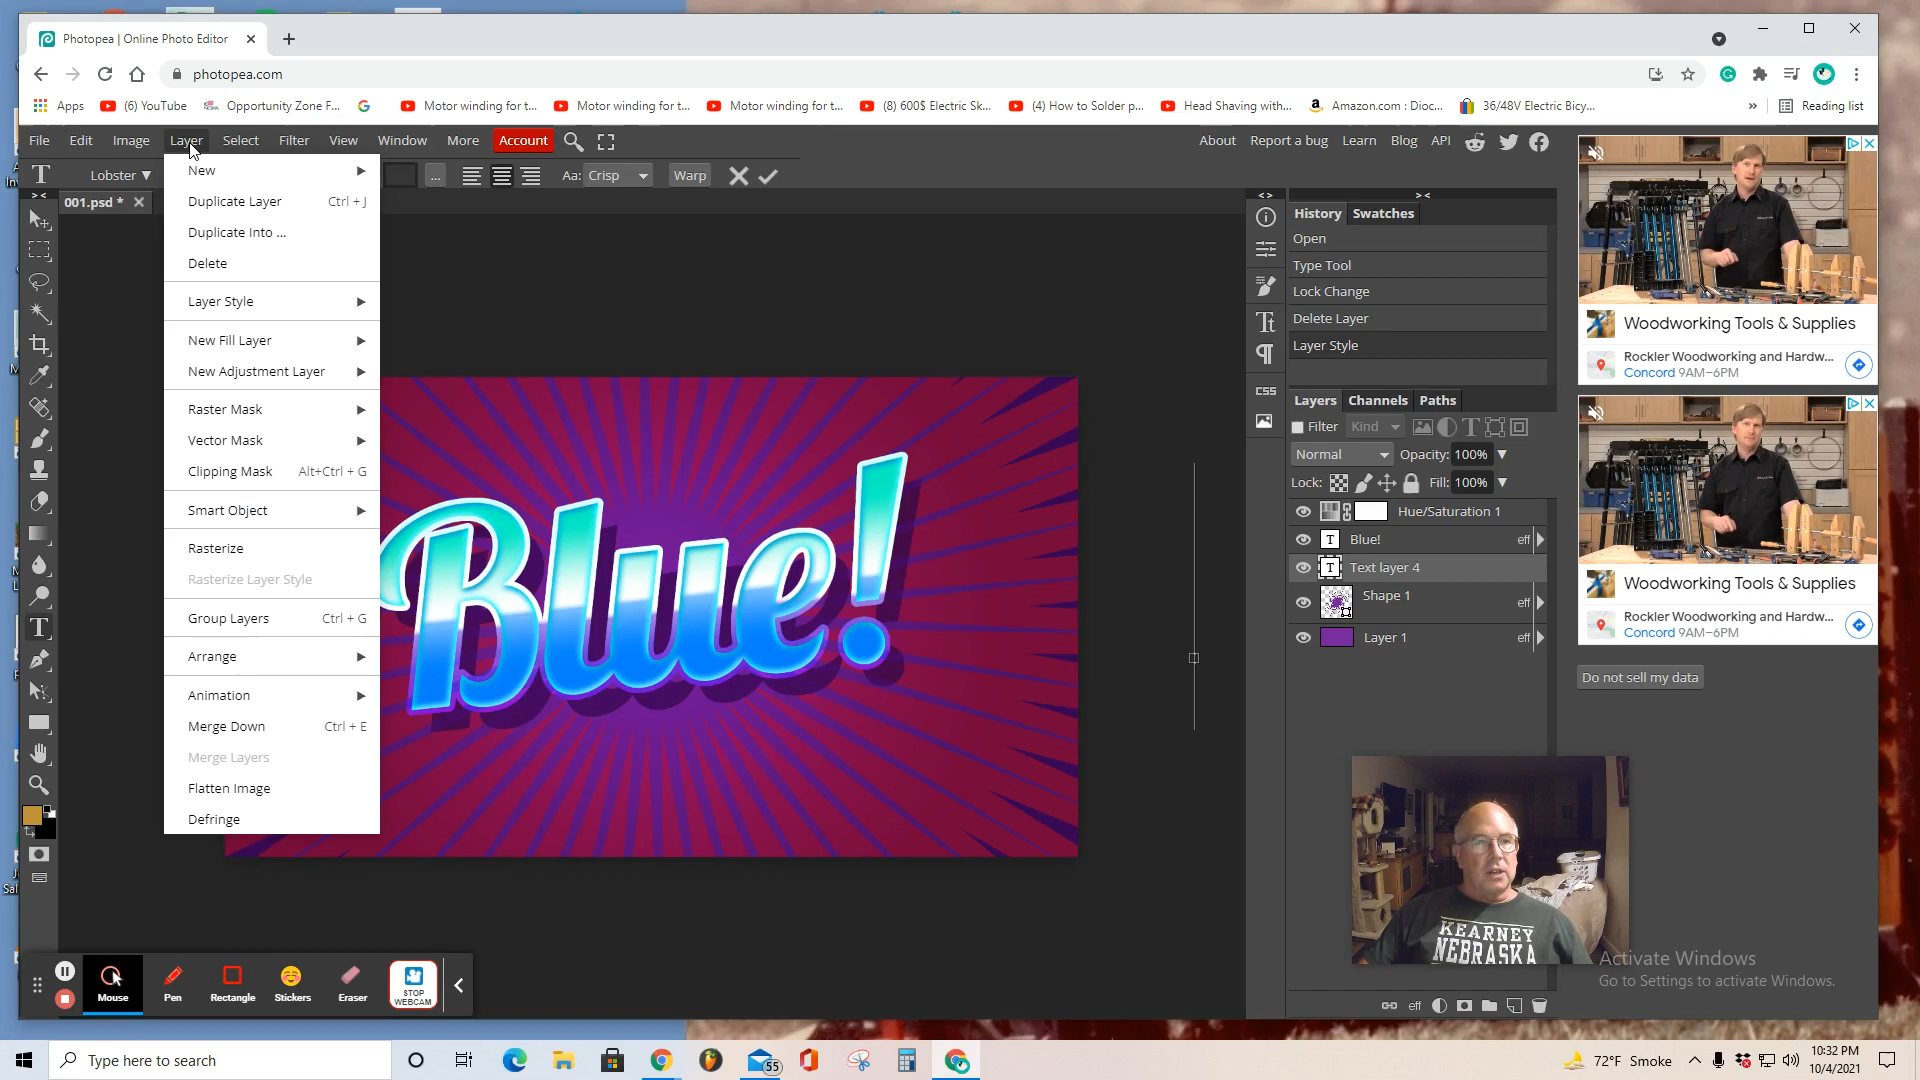 Photopea | Online Photo Editor
photopea.com
Apps (6) YouTube Opportunity Zone F... Motor winding for t... Motor winding for t... Motor winding for t... (8) 600$ Electric Sk... (4) How to Solder p... Head Shaving with... Amazon.com : Dioc... 36/48V Electric Bicy... » Reading list
File Edit Image Layer Select Filter View Window More Account About Report a bug Learn Blog API
Lobster ▼ ... Aa: Crisp Warp
001.psd *
New
Duplicate Layer Ctrl + J
Duplicate Into ...
Delete
Layer Style
New Fill Layer
New Adjustment Layer
Raster Mask
Vector Mask
Clipping Mask Alt+Ctrl + G
Smart Object
Rasterize
Rasterize Layer Style
Group Layers Ctrl + G
Arrange
Animation
Merge Down Ctrl + E
Merge Layers
Flatten Image
Defringe
Blue!
History Swatches
Open
Type Tool
Lock Change
Delete Layer
Layer Style
CSS
Layers Channels Paths
Filter Kind
Normal Opacity: 100%
Lock: Fill: 100%
Hue/Saturation 1
Blue! eff
Text layer 4
Shape 1 eff
Layer 1 eff
eff
Woodworking Tools & Supplies
Rockler Woodworking and Hardw...
Concord 9AM–6PM
Woodworking Tools & Supplies
Rockler Woodworking and Hardw...
Concord 9AM–6PM
Do not sell my data
KEARNEY
NEBRASKA
Activate Windows
Go to Settings to activate Windows.
Mouse Pen Rectangle Stickers Eraser STOP WEBCAM
Type here to search
55
72°F Smoke
10:32 PM
10/4/2021